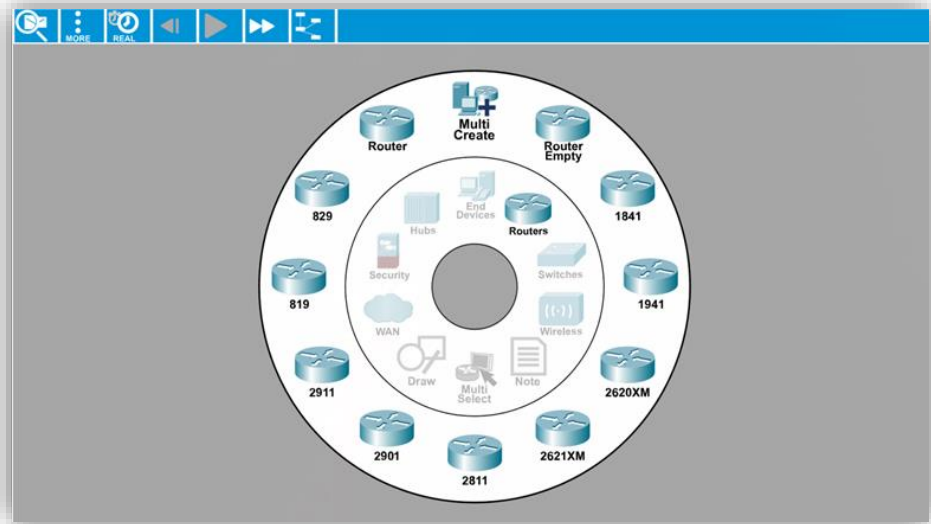 MORE
REAL
Multi
Create
Router
Empty
1841
1941
2620XM
2621XM
2811
2901
2911
819
829
Router
End
Devices
Routers
Switches
Wireless
Note
Multi
Select
Draw
WAN
Security
Hubs